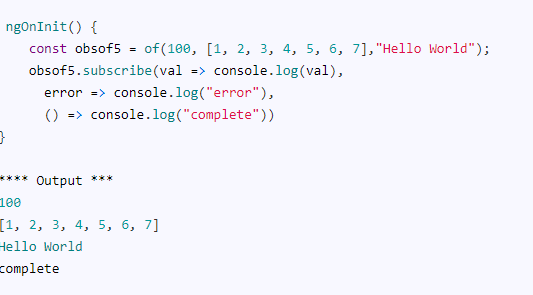 ngOnInit() {
const obsof5 = of(100, [1, 2, 3, 4, 5, 6, 7],"Hello World");
obsof5.subscribe(val => console.log(val),
error => console.log("error"),
() => console.log("complete"))
}
**** Output ***
100
[1, 2, 3, 4, 5, 6, 7]
Hello World
complete